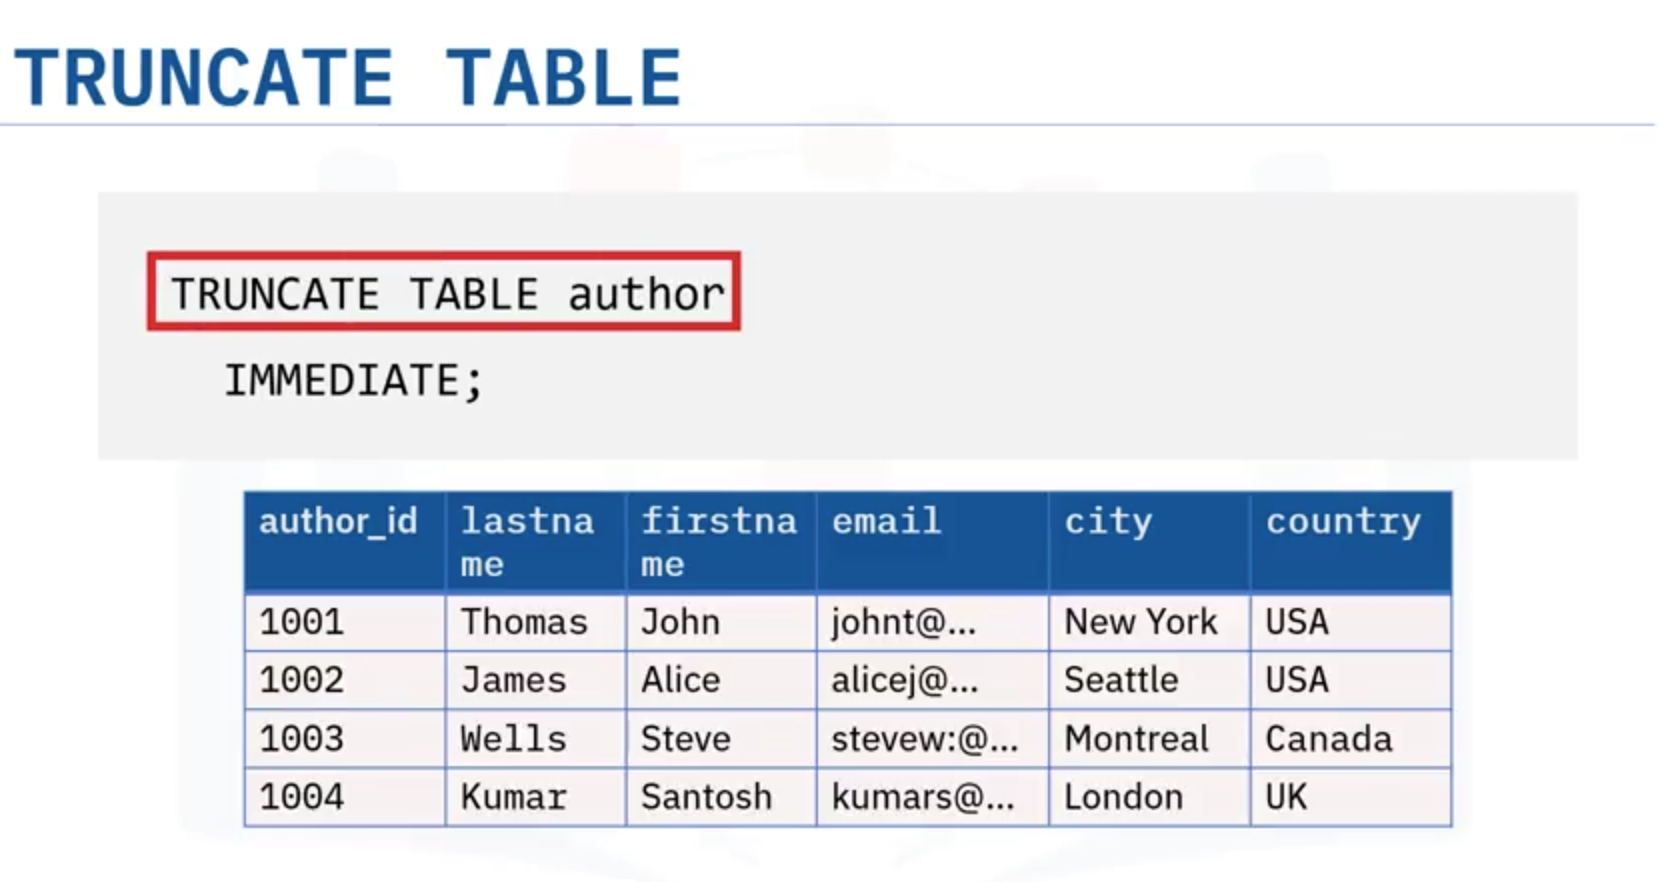 TRUNCATE TABLE
TRUNCATE TABLE author
IMMEDIATE;
author_id lastna firstna email city country
me me
1001 Thomas John johnt@... New York USA
1002 James Alice alicej@... Seattle USA
1003 Wells Steve stevew:@... Montreal Canada
1004 Kumar Santosh kumars@... London UK